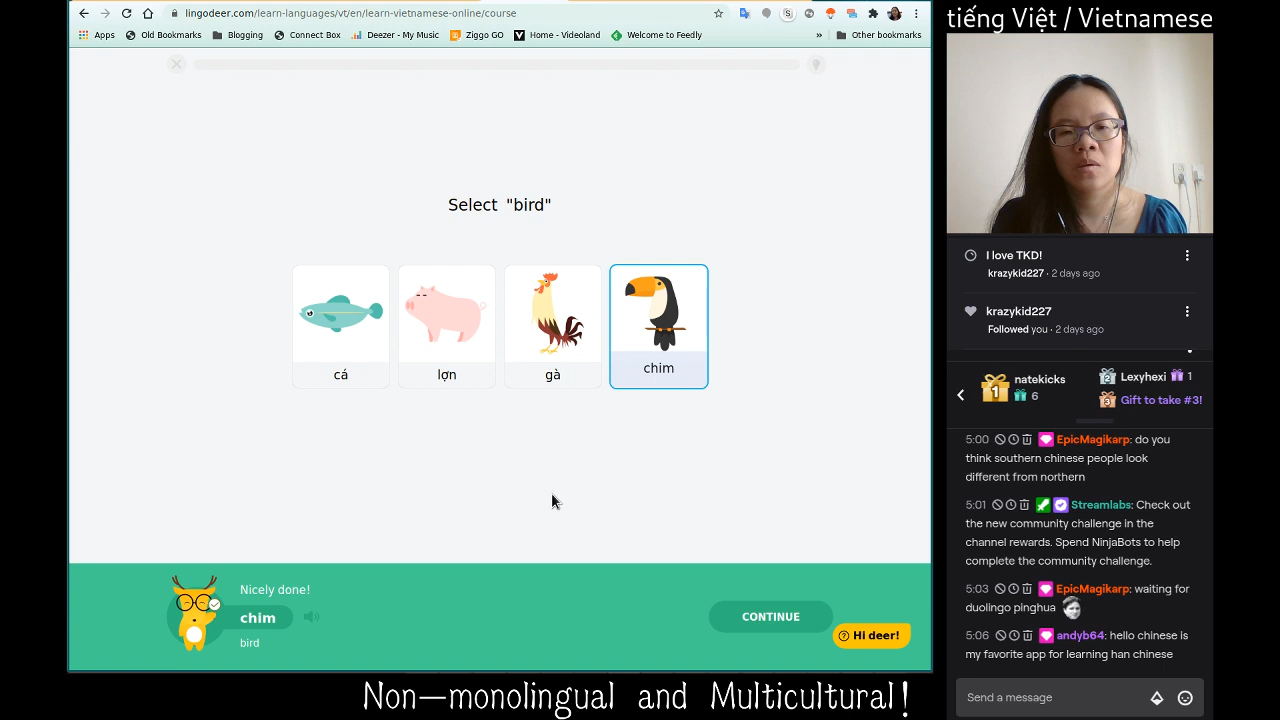 lingodeer.com/learn-languages/vt/en/learn-vietnamese-online/course
Apps Old Bookmarks Blogging Connect Box Deezer - My Music Ziggo GO Home - Videoland Welcome to Feedly » Other bookmarks
Select "bird"
cá lợn gà chim
Nicely done!
chim
bird
CONTINUE
Hi deer!
Non-monolingual and Multicultural!
tiếng Việt / Vietnamese
I love TKD!
krazykid227 · 2 days ago
krazykid227
Followed you · 2 days ago
1 natekicks
6
2 Lexyhexi 1
3 Gift to take #3!
5:00 EpicMagikarp: do you
think southern chinese people look
different from northern
5:01 Streamlabs: Check out
the new community challenge in the
channel rewards. Spend NinjaBots to help
complete the community challenge.
5:03 EpicMagikarp: waiting for
duolingo pinghua
5:06 andyb64: hello chinese is
my favorite app for learning han chinese
Send a message